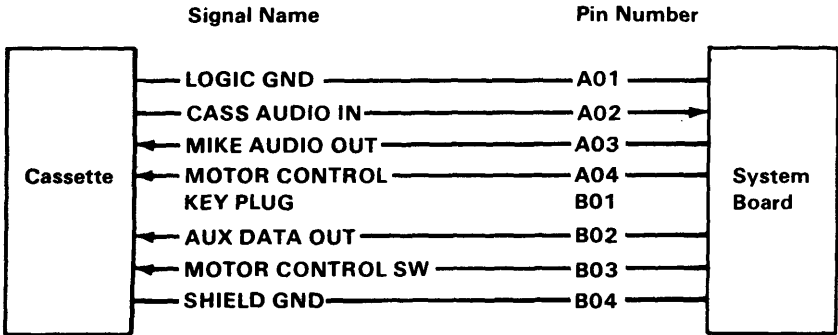 Signal Name Pin Number
LOGIC GND A01
CASS AUDIO IN A02
MIKE AUDIO OUT A03
Cassette MOTOR CONTROL A04 System
KEY PLUG B01 Board
AUX DATA OUT B02
MOTOR CONTROL SW B03
SHIELD GND B04